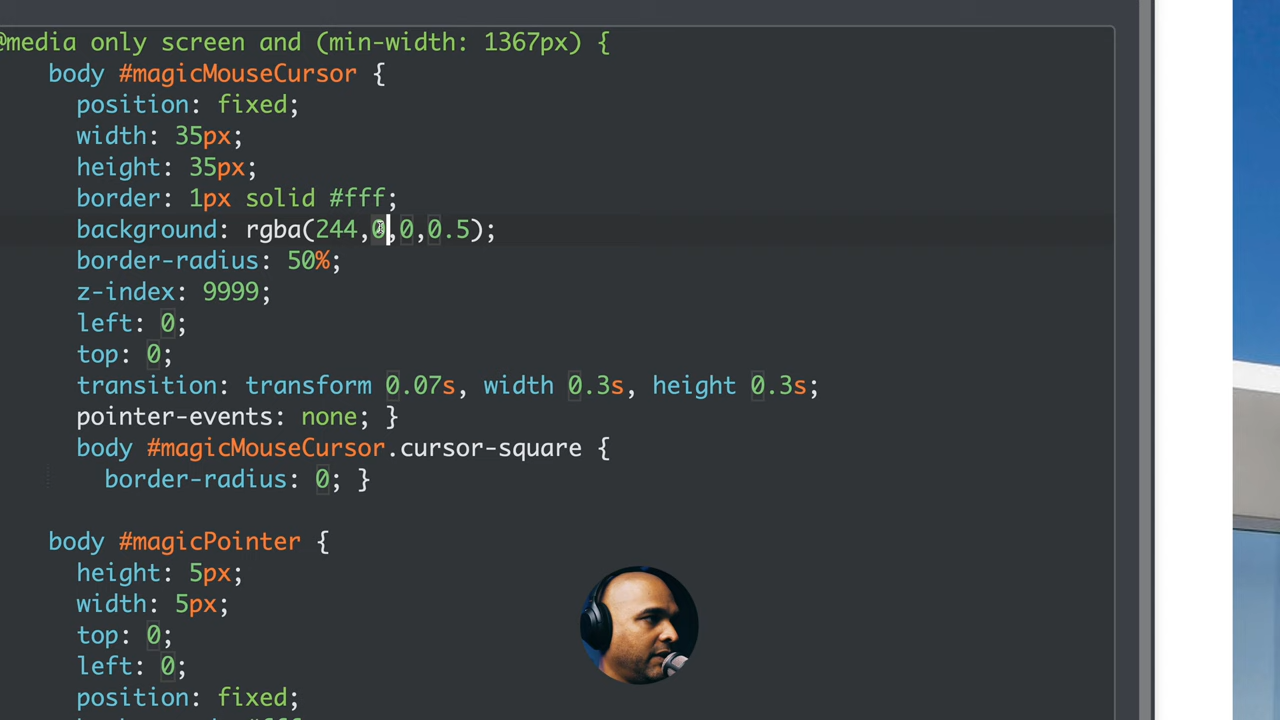 @media only screen and (min-width: 1367px) {
body #magicMouseCursor {
position: fixed;
width: 35px;
height: 35px;
border: 1px solid #fff;
background: rgba(244,0,0,0.5);
border-radius: 50%;
z-index: 9999;
left: 0;
top: 0;
transition: transform 0.07s, width 0.3s, height 0.3s;
pointer-events: none; }
body #magicMouseCursor.cursor-square {
border-radius: 0; }
body #magicPointer {
height: 5px;
width: 5px;
top: 0;
left: 0;
position: fixed;